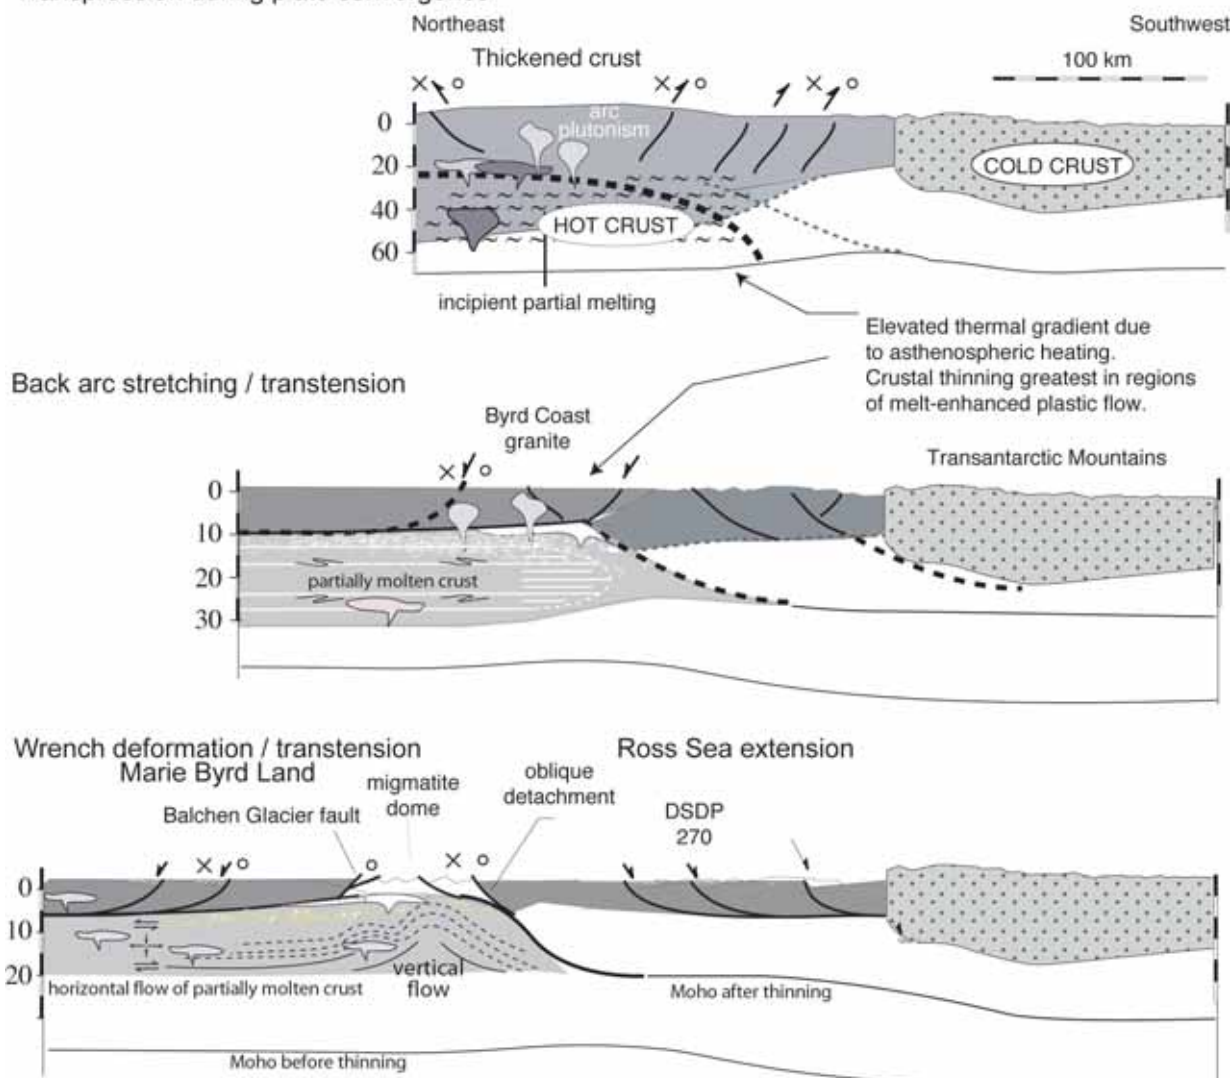 Northeast
Southwest
Thickened crust
100 km
× ○
× ○
× ○
arc
plutonism
0
20
40
60
COLD CRUST
HOT CRUST
incipient partial melting
Elevated thermal gradient due
to asthenospheric heating.
Crustal thinning greatest in regions
of melt-enhanced plastic flow.
Back arc stretching / transtension
Byrd Coast
granite
Transantarctic Mountains
× ○
0
10
20
30
partially molten crust
Wrench deformation / transtension
Marie Byrd Land
Ross Sea extension
migmatite
dome
oblique
detachment
Balchen Glacier fault
DSDP
270
× ○
○
× ○
0
10
20
vertical
flow
horizontal flow of partially molten crust
Moho after thinning
Moho before thinning